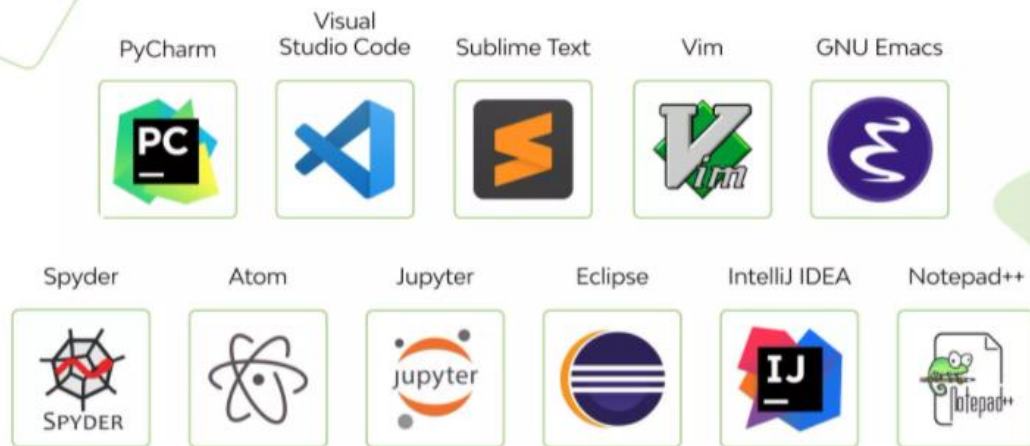 PyCharm
Visual
Studio Code
Sublime Text
Vim
GNU Emacs
PC
Vim
Spyder
Atom
Jupyter
Eclipse
IntelliJ IDEA
Notepad++
SPYDER
jupyter
IJ
Notepad++